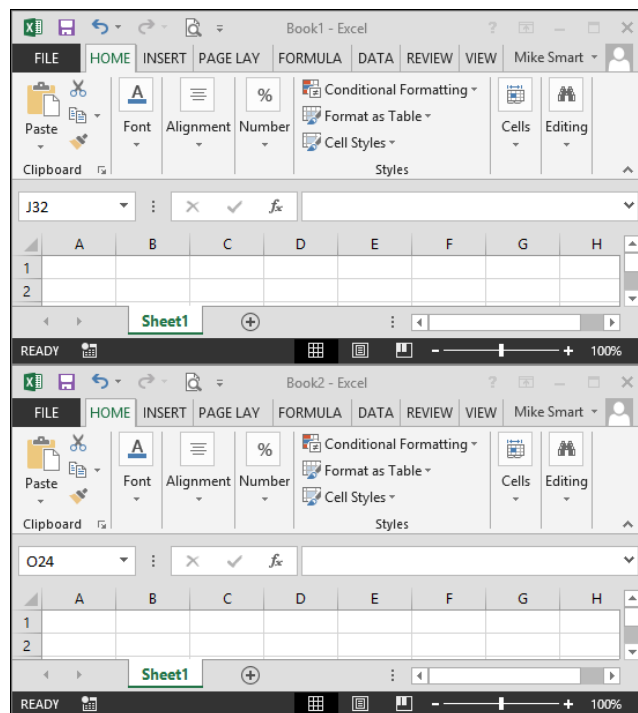 Book1 - Excel ?
FILE HOME INSERT PAGE LAY FORMULA DATA REVIEW VIEW Mike Smart
Paste Font Alignment Number % Conditional Formatting Format as Table Cell Styles Cells Editing
Clipboard Styles
J32 fx
A B C D E F G H
1
2
Sheet1
READY 100%
Book2 - Excel ?
FILE HOME INSERT PAGE LAY FORMULA DATA REVIEW VIEW Mike Smart
Paste Font Alignment Number % Conditional Formatting Format as Table Cell Styles Cells Editing
Clipboard Styles
O24 fx
A B C D E F G H
1
2
Sheet1
READY 100%